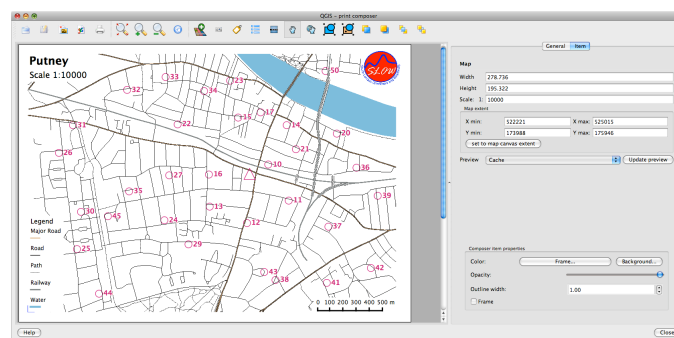 QGIS - print composer
General Item
Putney
Scale 1:10000
SLOW
50
33
32
34
23
31
22
15
17
14
20
26
21
10
36
27
16
35
39
30
45
13
11
24
12
37
25
29
43
38
42
41
44
Legend
Major Road
Road
Path
Railway
Water
0 100 200 300 400 500 m
Map
Width 278.736
Height 195.322
Scale: 1: 10000
Map extent
X min: 522221 X max: 525015
Y min: 173988 Y max: 175946
set to map canvas extent
Preview Cache Update preview
Composer item properties
Color: Frame... Background...
Opacity:
Outline width: 1.00
Frame
Help Close